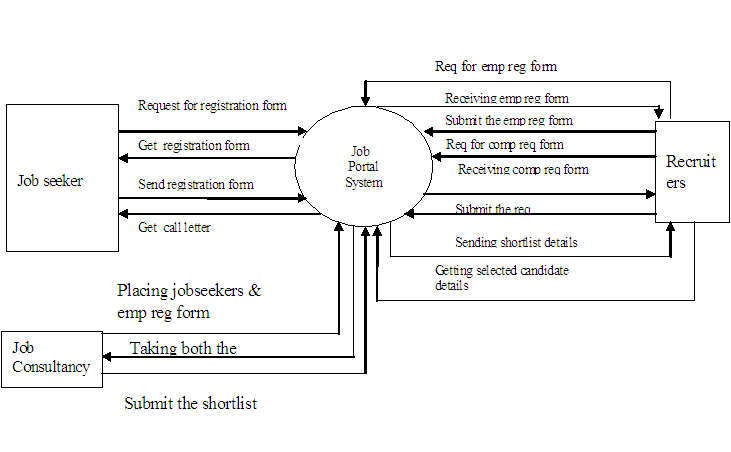 Req for emp reg form
Receiving emp reg form
Request for registration form
Submit the emp reg form
Get registration form
Job
Portal
System
Req for comp req form
Receiving comp req form
Recruit
ers
Job seeker
Send registration form
Submit the req
Get call letter
Sending shortlist details
Getting selected candidate
details
Placing jobseekers &
emp reg form
Job
Consultancy
Taking both the
Submit the shortlist